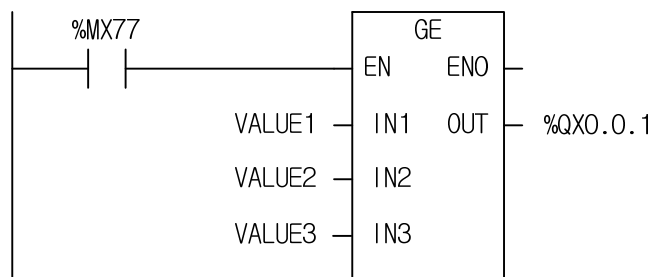 %MX77
GE
EN ENO
VALUE1 IN1 OUT %QX0.0.1
VALUE2 IN2
VALUE3 IN3